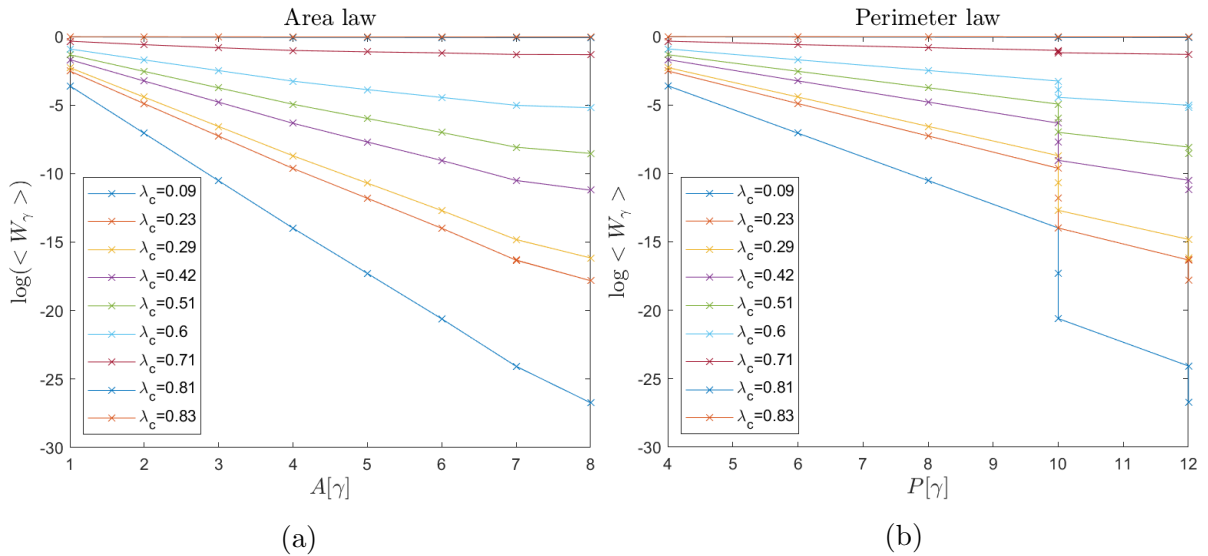 Area law
0
-5
-10
-15
-20
-25
-30
log(< W_γ >)
λ_c=0.09
λ_c=0.23
λ_c=0.29
λ_c=0.42
λ_c=0.51
λ_c=0.6
λ_c=0.71
λ_c=0.81
λ_c=0.83
1 2 3 4 5 6 7 8
A[γ]
(a)
Perimeter law
0
-5
-10
-15
-20
-25
-30
log < W_γ >
λ_c=0.09
λ_c=0.23
λ_c=0.29
λ_c=0.42
λ_c=0.51
λ_c=0.6
λ_c=0.71
λ_c=0.81
λ_c=0.83
4 5 6 7 8 9 10 11 12
P[γ]
(b)